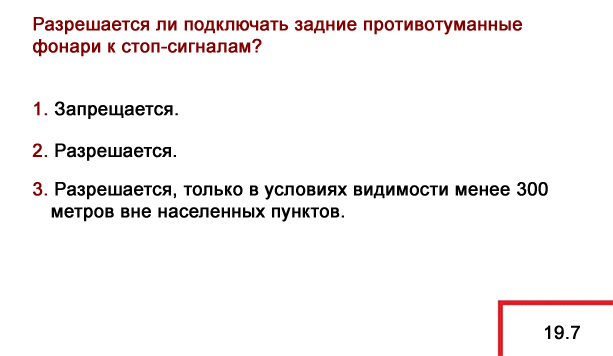 Разрешается ли подключать задние противотуманные
фонари к стоп-сигналам?
1. Запрещается.
2. Разрешается.
3. Разрешается, только в условиях видимости менее 300
метров вне населенных пунктов.
19.7